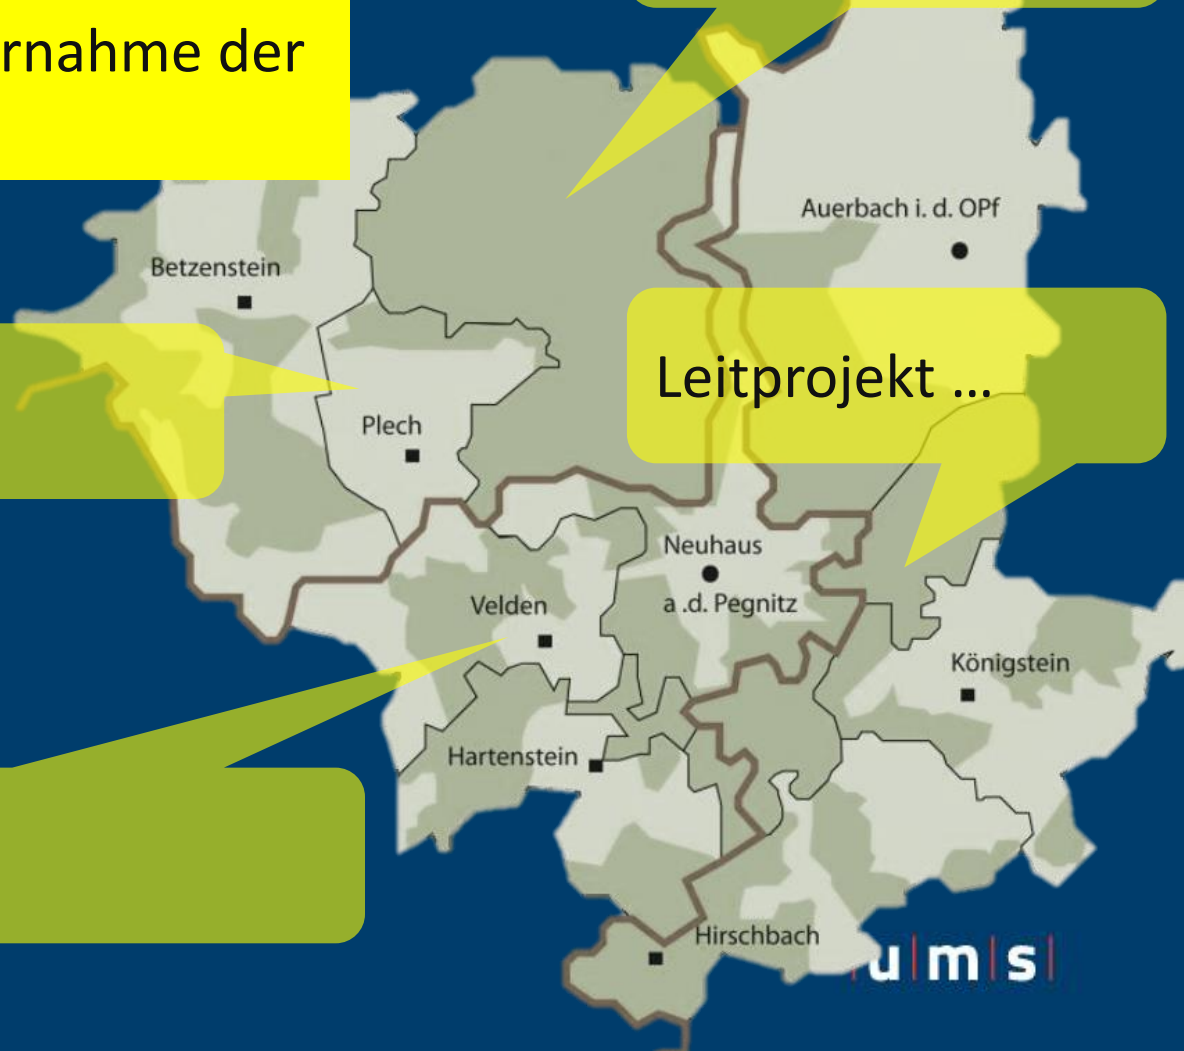 rnahme der
Auerbach i. d. OPf
Betzenstein
Leitprojekt ...
Plech
Neuhaus
a .d. Pegnitz
Velden
Königstein
Hartenstein
Hirschbach
|u|m|s|